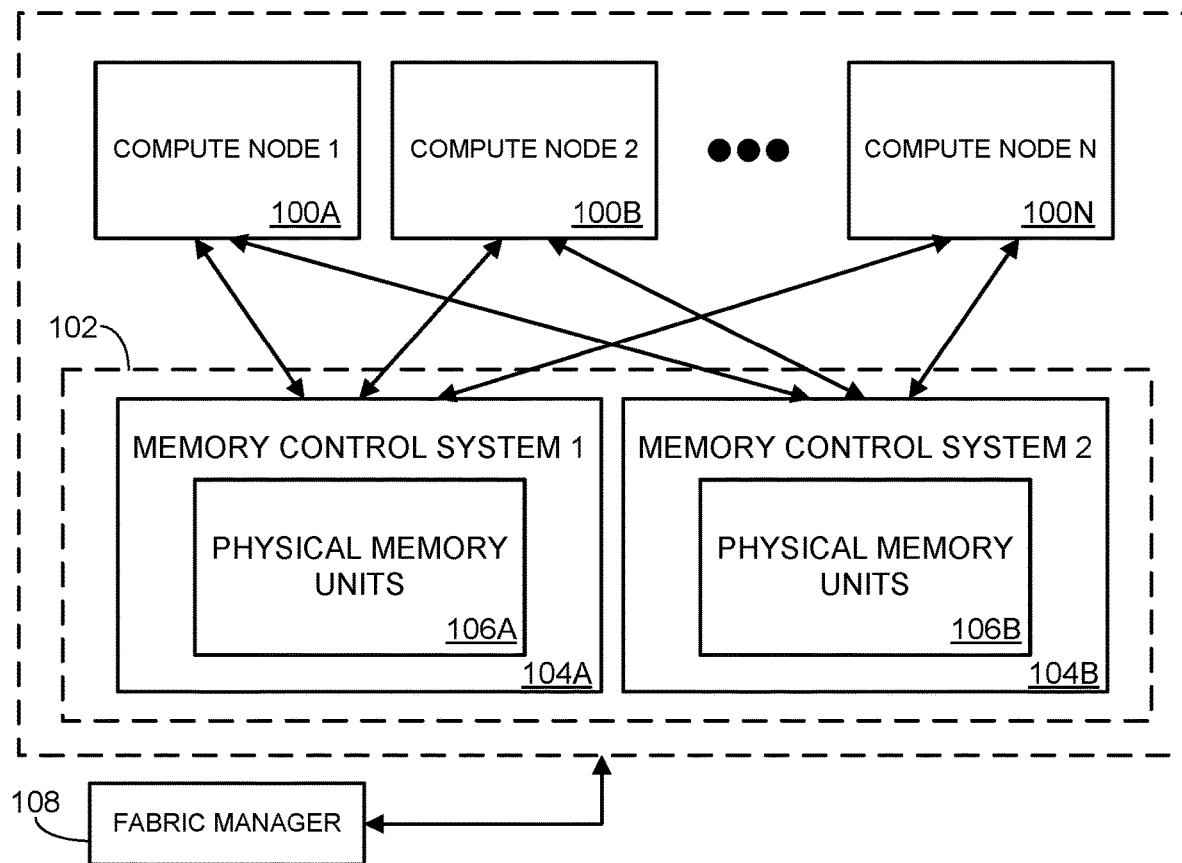 COMPUTE NODE 1
100A
COMPUTE NODE 2
100B
COMPUTE NODE N
100N
102
MEMORY CONTROL SYSTEM 1
PHYSICAL MEMORY
UNITS
106A
104A
MEMORY CONTROL SYSTEM 2
PHYSICAL MEMORY
UNITS
106B
104B
108
FABRIC MANAGER